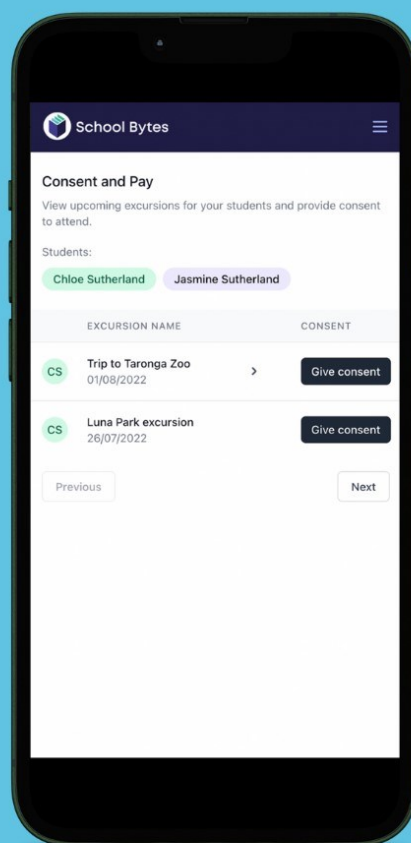 School Bytes
Consent and Pay
View upcoming excursions for your students and provide consent
to attend.
Students:
Chloe Sutherland Jasmine Sutherland
EXCURSION NAME CONSENT
CS Trip to Taronga Zoo Give consent
01/08/2022
CS Luna Park excursion Give consent
26/07/2022
Previous Next